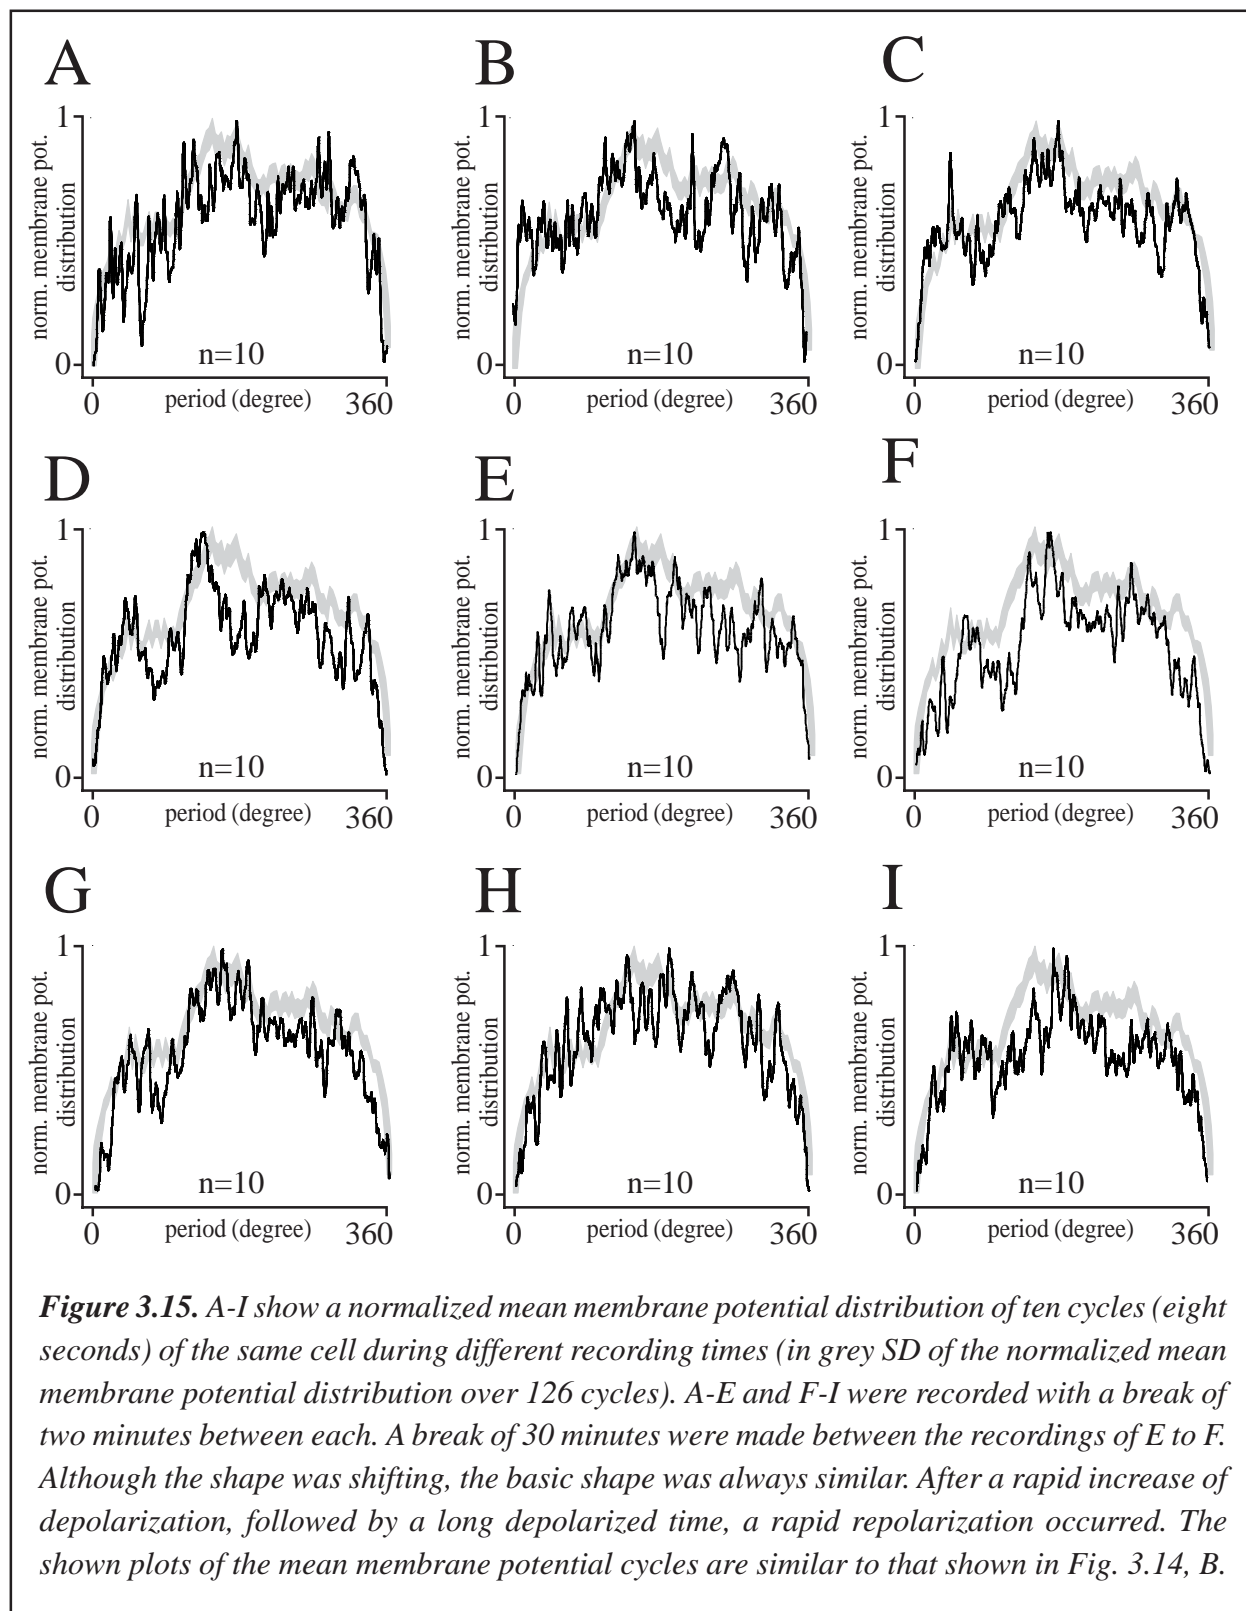 A
B
C
norm. membrane pot.
distribution
1
0
n=10
0
period (degree)
360
norm. membrane pot.
distribution
1
0
n=10
0
period (degree)
360
norm. membrane pot.
distribution
1
0
n=10
0
period (degree)
360
D
E
F
norm. membrane pot.
distribution
1
0
n=10
0
period (degree)
360
norm. membrane pot.
distribution
1
0
n=10
0
period (degree)
360
norm. membrane pot.
distribution
1
0
n=10
0
period (degree)
360
G
H
I
norm. membrane pot.
distribution
1
0
n=10
0
period (degree)
360
norm. membrane pot.
distribution
1
0
n=10
0
period (degree)
360
norm. membrane pot.
distribution
1
0
n=10
0
period (degree)
360
Figure 3.15. A-I show a normalized mean membrane potential distribution of ten cycles (eight
seconds) of the same cell during different recording times (in grey SD of the normalized mean
membrane potential distribution over 126 cycles). A-E and F-I were recorded with a break of
two minutes between each. A break of 30 minutes were made between the recordings of E to F.
Although the shape was shifting, the basic shape was always similar. After a rapid increase of
depolarization, followed by a long depolarized time, a rapid repolarization occurred. The
shown plots of the mean membrane potential cycles are similar to that shown in Fig. 3.14, B.